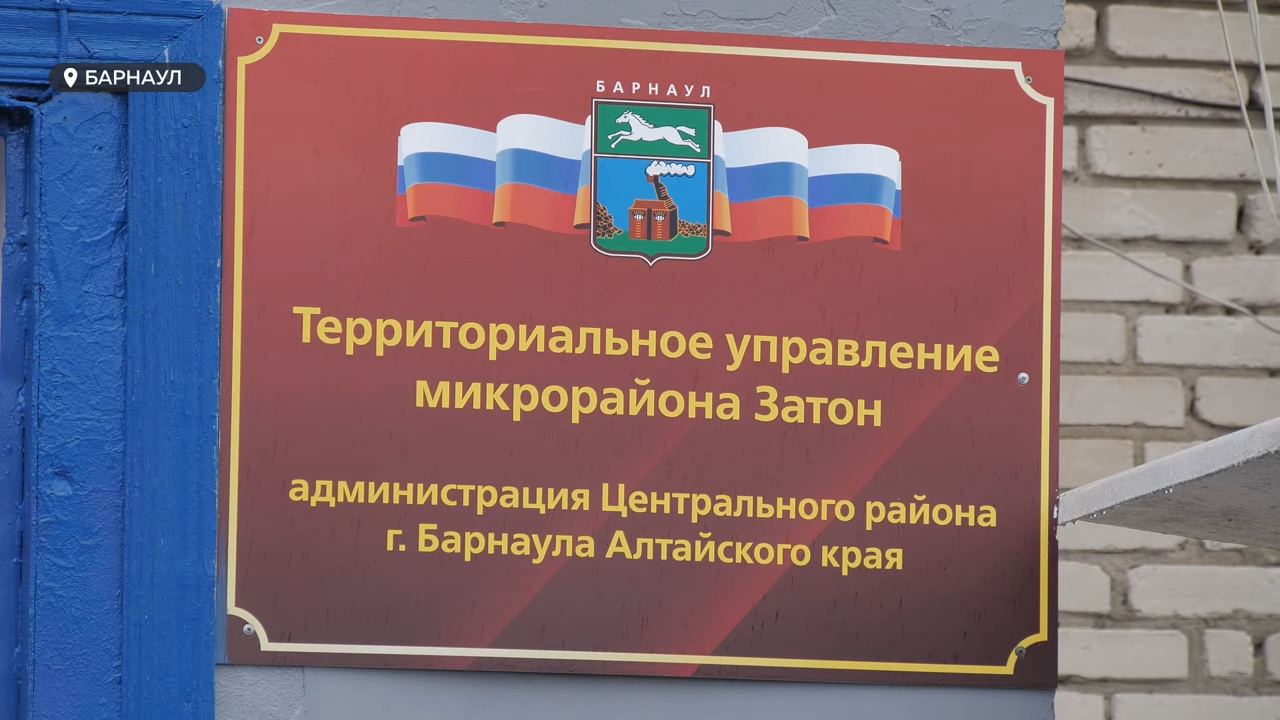 БАРНАУЛ
БАРНАУЛ
Территориальное управление
микрорайона Затон
администрация Центрального района
г. Барнаула Алтайского края